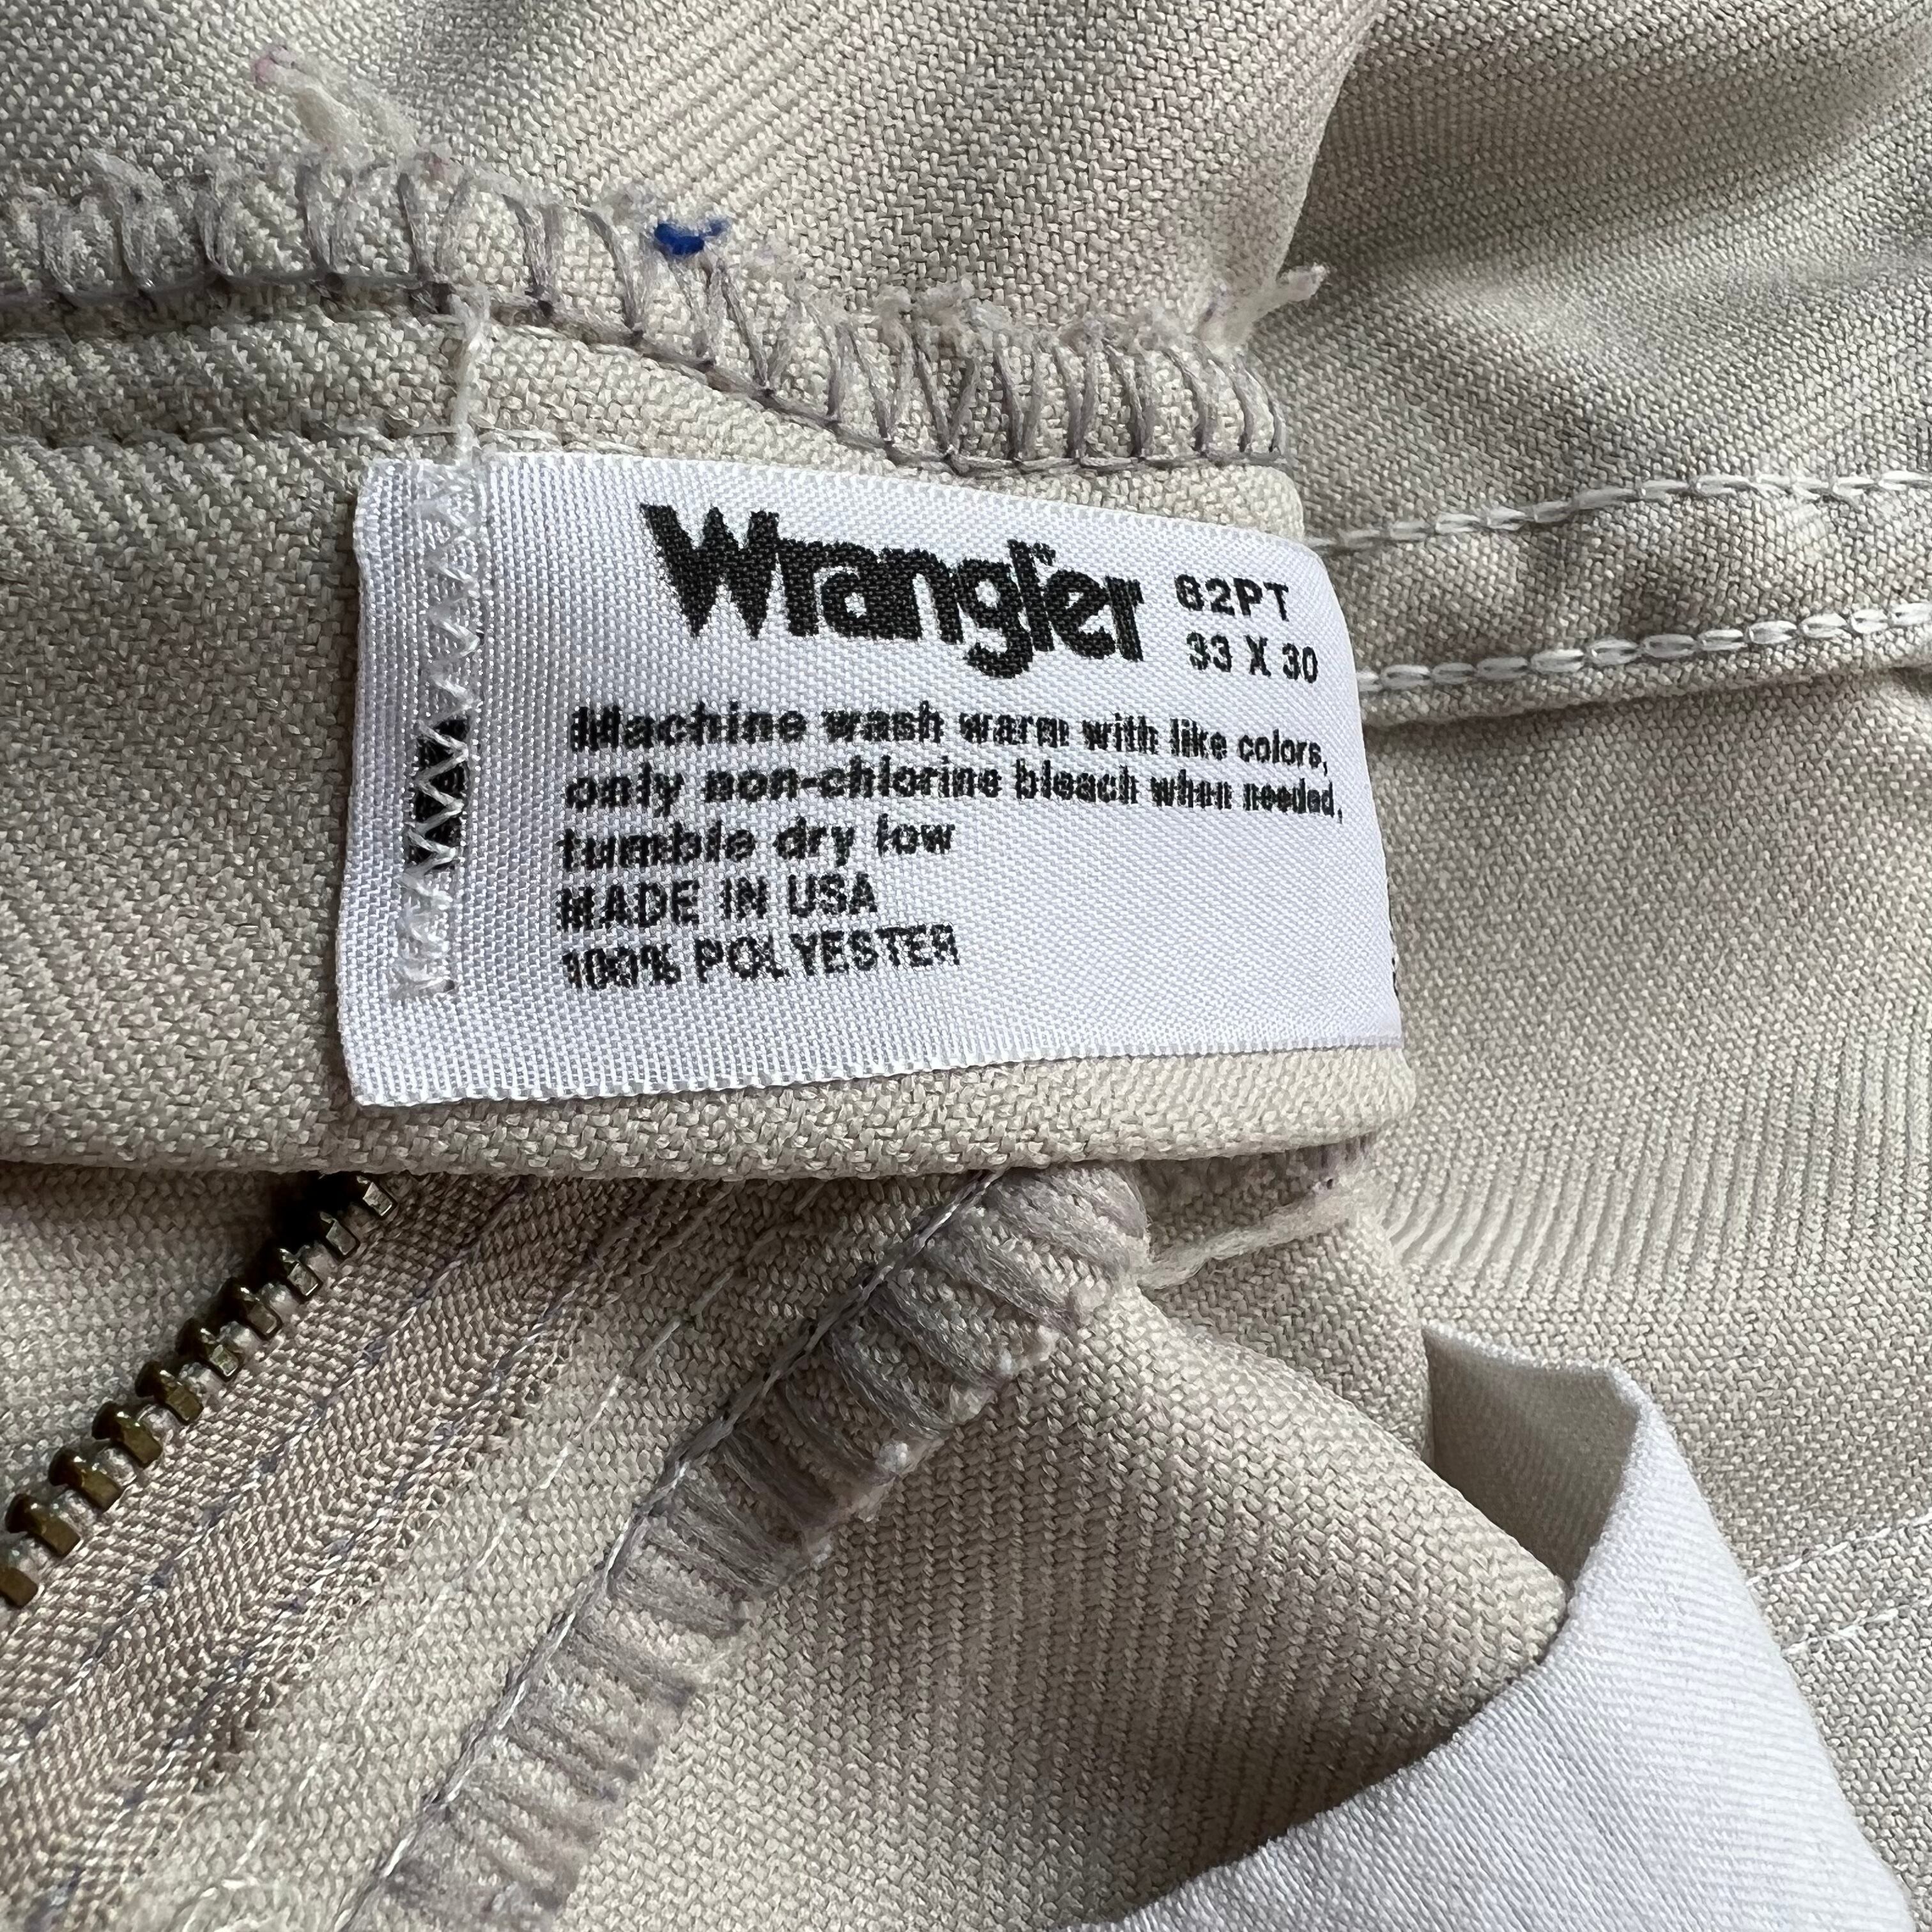 Wrangler
82PT
33 X 30
Machine wash warm with like colors,
only non-chlorine bleach when needed,
tumble dry low
MADE IN USA
100% POLYESTER